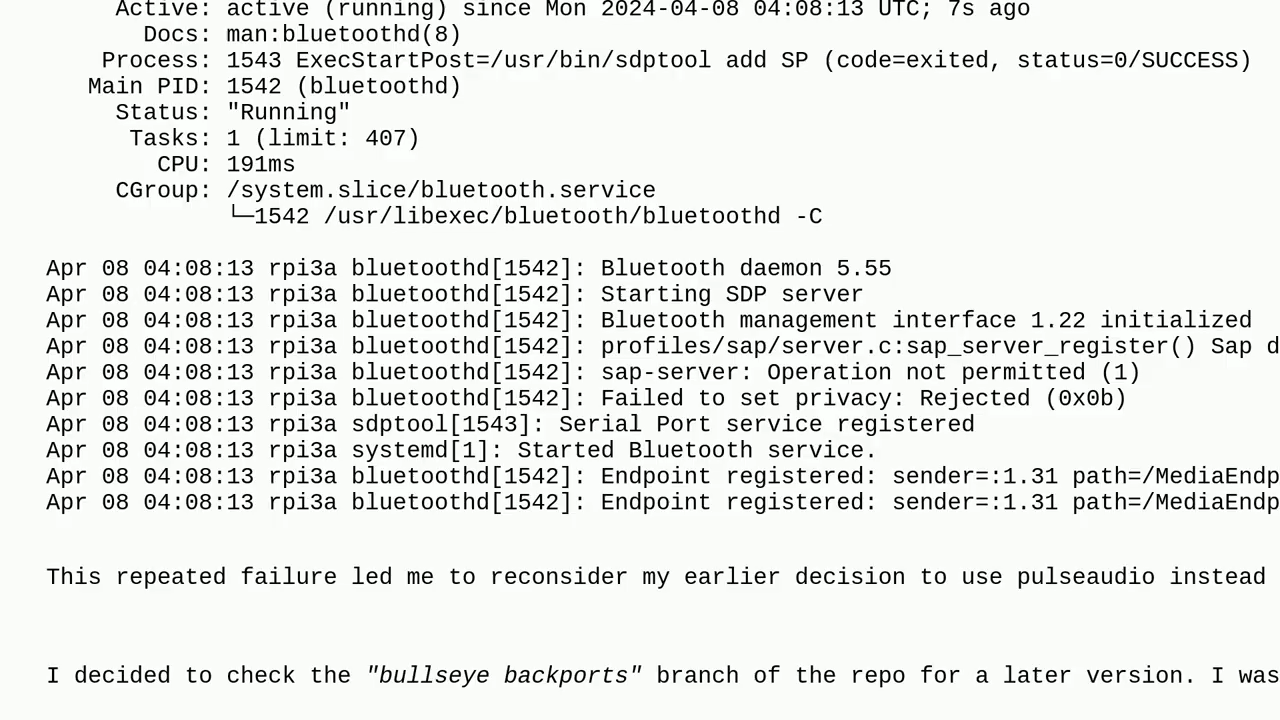 Active: active (running) since Mon 2024-04-08 04:08:13 UTC; 7s ago
Docs: man:bluetoothd(8)
Process: 1543 ExecStartPost=/usr/bin/sdptool add SP (code=exited, status=0/SUCCESS)
Main PID: 1542 (bluetoothd)
Status: "Running"
Tasks: 1 (limit: 407)
CPU: 191ms
CGroup: /system.slice/bluetooth.service
└─1542 /usr/libexec/bluetooth/bluetoothd -C
Apr 08 04:08:13 rpi3a bluetoothd[1542]: Bluetooth daemon 5.55
Apr 08 04:08:13 rpi3a bluetoothd[1542]: Starting SDP server
Apr 08 04:08:13 rpi3a bluetoothd[1542]: Bluetooth management interface 1.22 initialized
Apr 08 04:08:13 rpi3a bluetoothd[1542]: profiles/sap/server.c:sap_server_register() Sap d
Apr 08 04:08:13 rpi3a bluetoothd[1542]: sap-server: Operation not permitted (1)
Apr 08 04:08:13 rpi3a bluetoothd[1542]: Failed to set privacy: Rejected (0x0b)
Apr 08 04:08:13 rpi3a sdptool[1543]: Serial Port service registered
Apr 08 04:08:13 rpi3a systemd[1]: Started Bluetooth service.
Apr 08 04:08:13 rpi3a bluetoothd[1542]: Endpoint registered: sender=:1.31 path=/MediaEndp
Apr 08 04:08:13 rpi3a bluetoothd[1542]: Endpoint registered: sender=:1.31 path=/MediaEndp
This repeated failure led me to reconsider my earlier decision to use pulseaudio instead
I decided to check the "bullseye backports" branch of the repo for a later version. I was